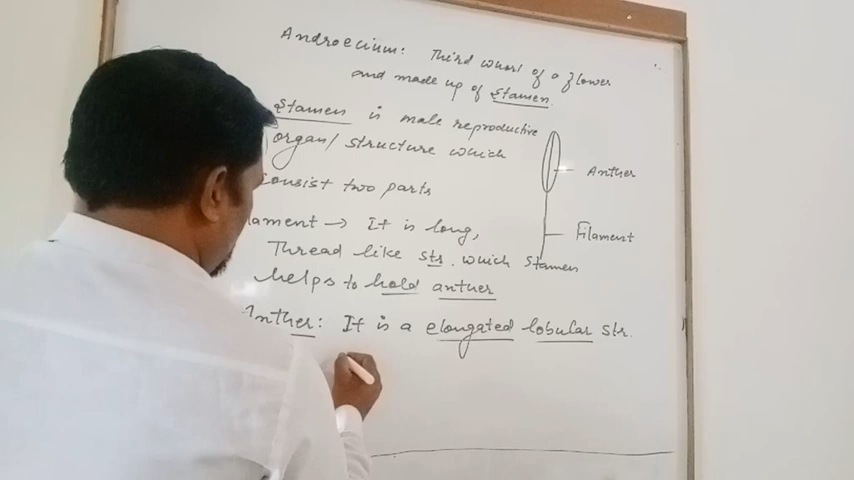 Androecium: Third whorl of a flower
and made up of Stamen.
Stamen is male reproductive
organ/structure which
Consist two parts
lament → It is long,
Thread like str. which
helps to hold anther
Anther: It is a elongated lobular str.
Anther
Filament
Stamen